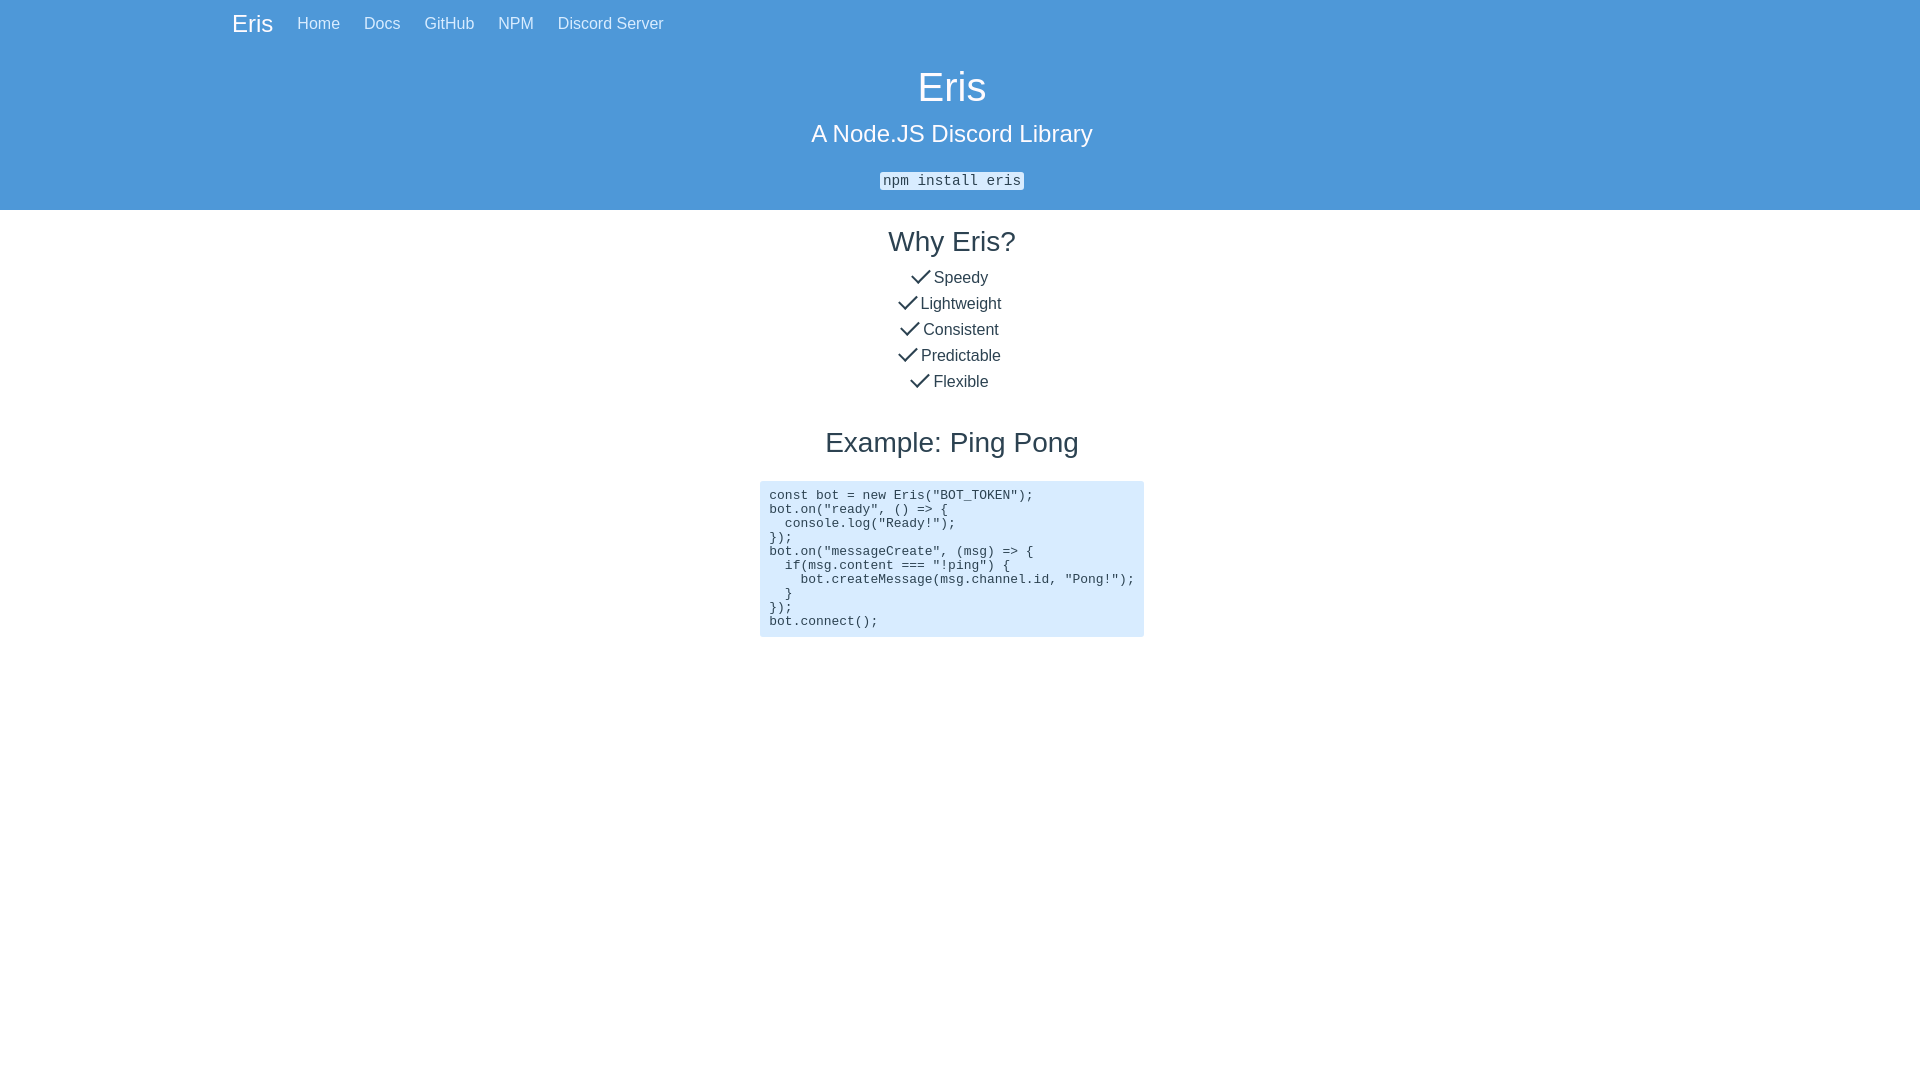 Eris Home Docs GitHub NPM Discord Server
Eris
A Node.JS Discord Library
npm install eris
Why Eris?
Speedy
Lightweight
Consistent
Predictable
Flexible
Example: Ping Pong
const bot = new Eris("BOT_TOKEN");
bot.on("ready", () => {
  console.log("Ready!");
});
bot.on("messageCreate", (msg) => {
  if(msg.content === "!ping") {
    bot.createMessage(msg.channel.id, "Pong!");
  }
});
bot.connect();